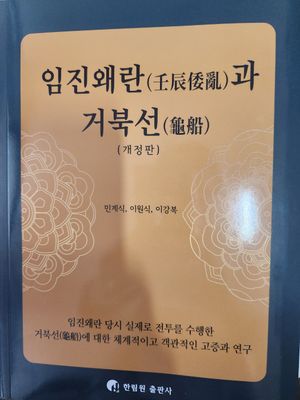 임진왜란(壬辰倭亂)과
거북선(龜船)
(개정판)
민계식, 이원식, 이강복
임진왜란 당시 실제로 전투를 수행한
거북선(龜船)에 대한 체계적이고 객관적인 고증과 연구
한림원 출판사